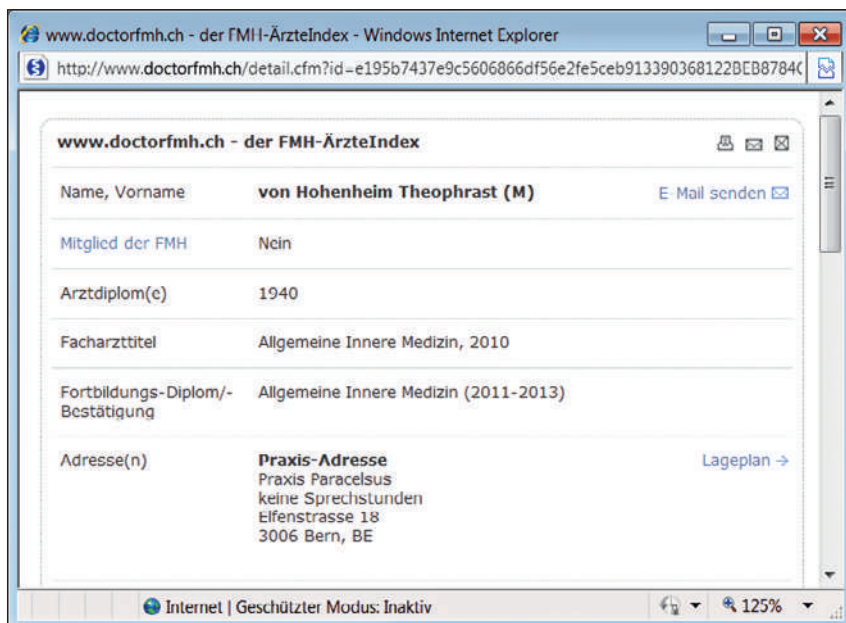 www.doctorfmh.ch - der FMH-ÄrzteIndex - Windows Internet Explorer
http://www.doctorfmh.ch/detail.cfm?id=e195b7437e9c5606866df56e2fe5ceb913390368122BEB8784C
www.doctorfmh.ch - der FMH-ÄrzteIndex
Name, Vorname von Hohenheim Theophrast (M) E-Mail senden
Mitglied der FMH Nein
Arztdiplom(e) 1940
Facharzttitel Allgemeine Innere Medizin, 2010
Fortbildungs-Diplom/- Allgemeine Innere Medizin (2011-2013)
Bestätigung
Adresse(n) Praxis-Adresse Lageplan →
Praxis Paracelsus
keine Sprechstunden
Elfenstrasse 18
3006 Bern, BE
Internet | Geschützter Modus: Inaktiv 125%